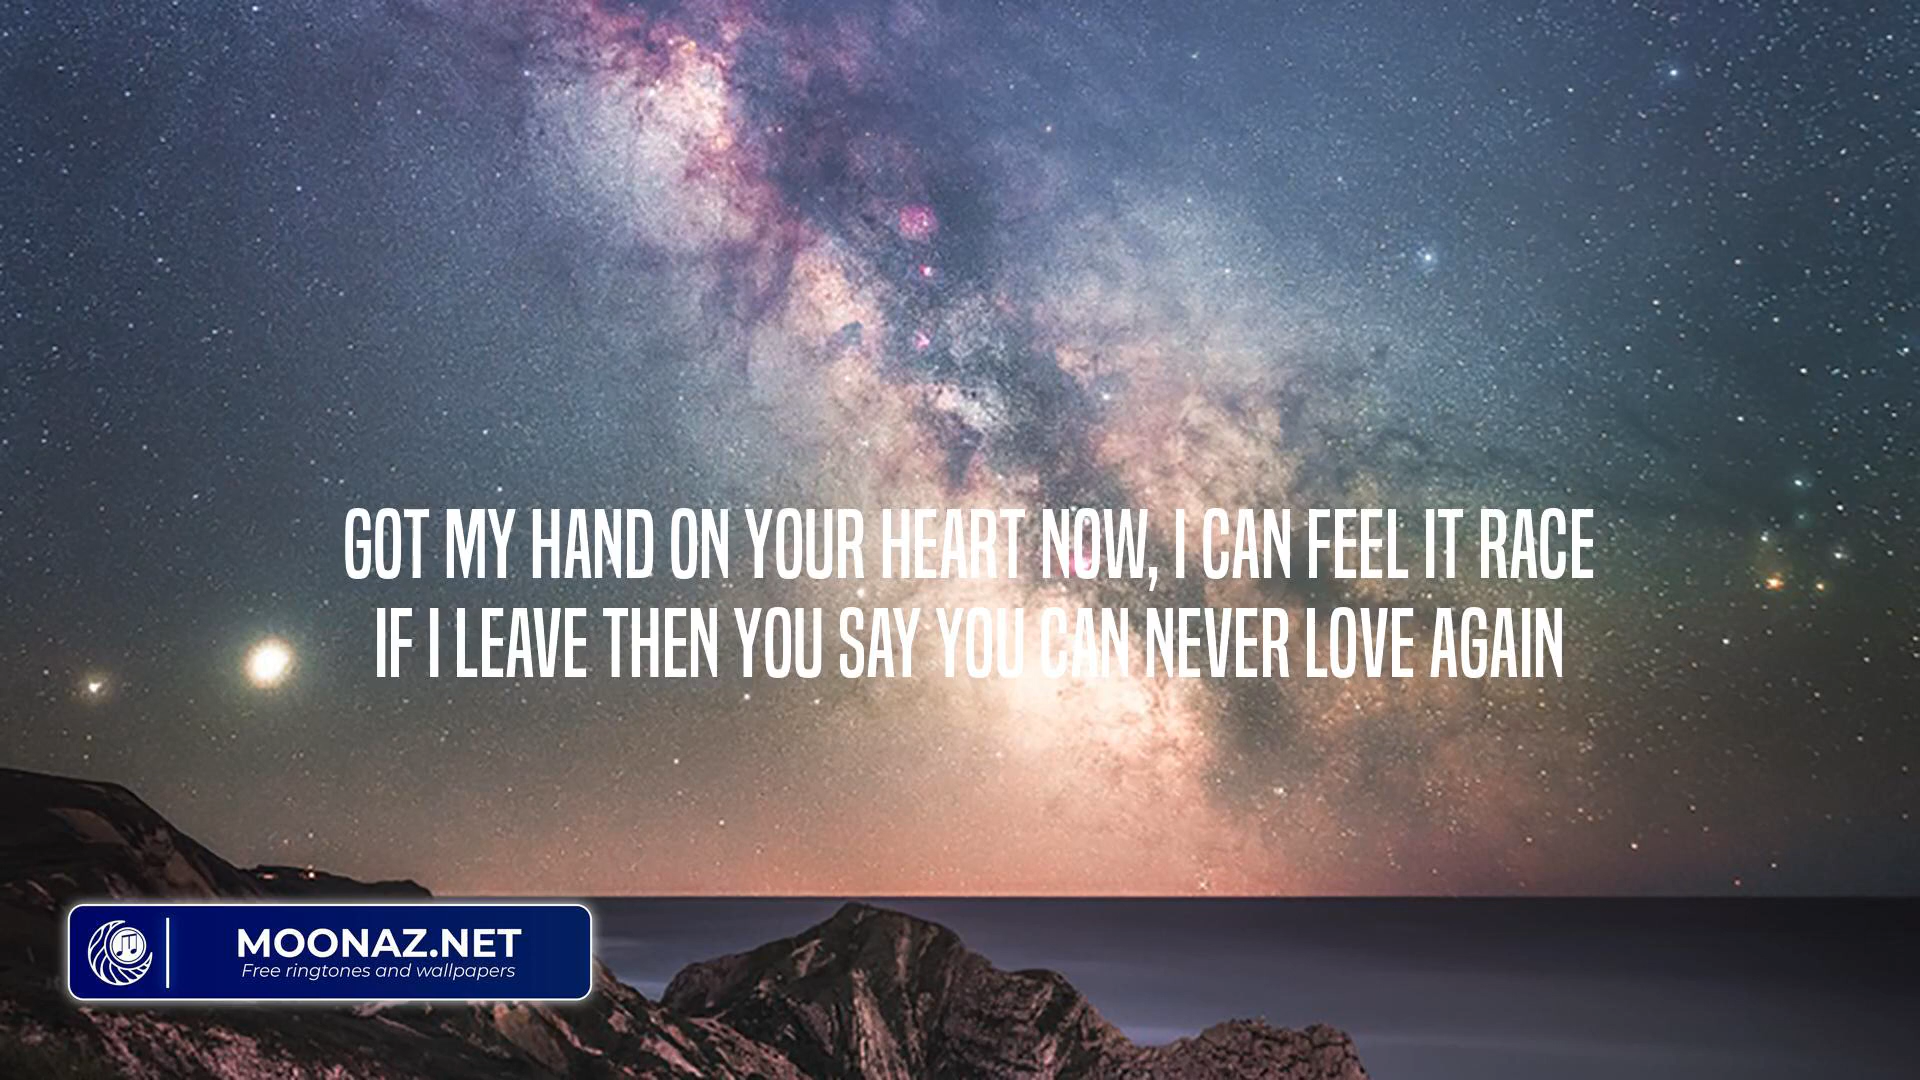 GOT MY HAND ON YOUR HEART NOW, I CAN FEEL IT RACE
IF I LEAVE THEN YOU SAY YOU CAN NEVER LOVE AGAIN
MOONAZ.NET
Free ringtones and wallpapers